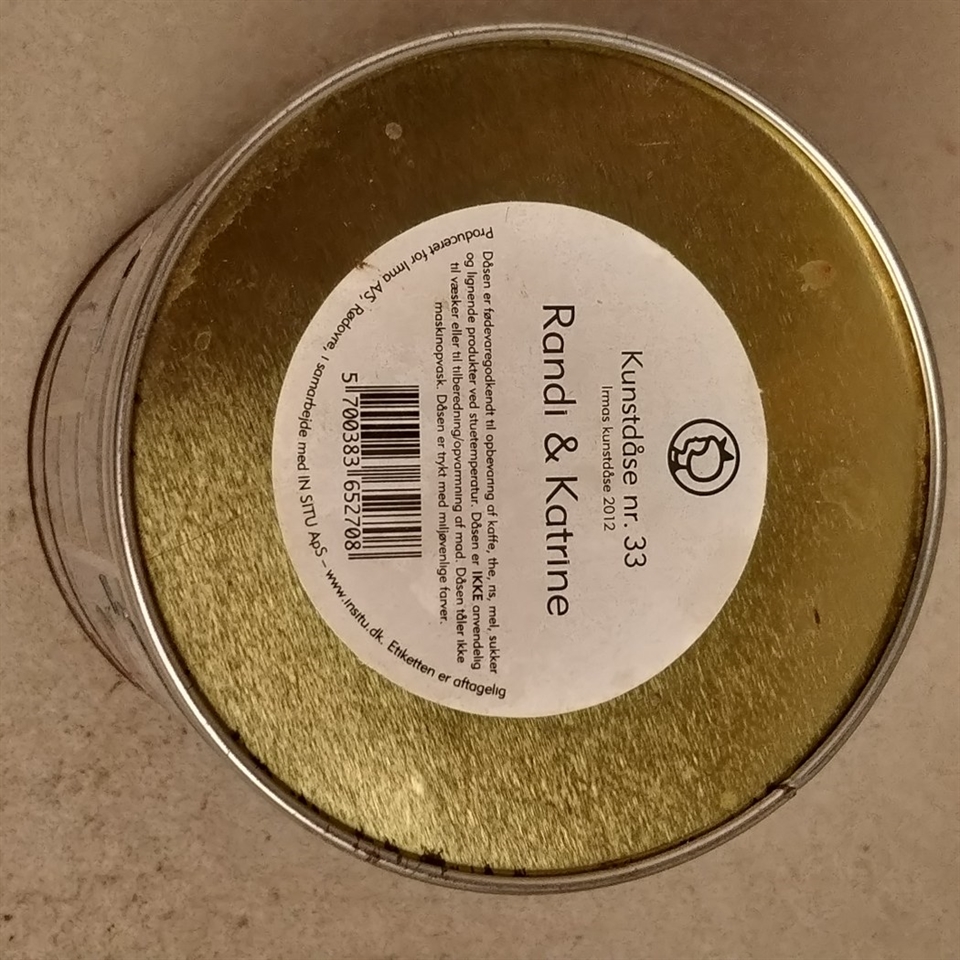 Kunstdåse nr. 33
Irmas kunstdåse 2012
Randi & Katrine
Dåsen er fødevaregodkendt til opbevaring af kaffe, the, ris, mel, sukker
og lignende produkter ved stuetemperatur. Dåsen er IKKE anvendelig
til væsker eller til tilberedning/opvarmning af mad. Dåsen tåler ikke
maskinopvask. Dåsen er trykt med miljøvenlige farver.
5 700383 652708
Produceret for Irma A/S, Rødovre, i samarbejde med IN SITU ApS – www.insitu.dk. Etiketten er aftagelig